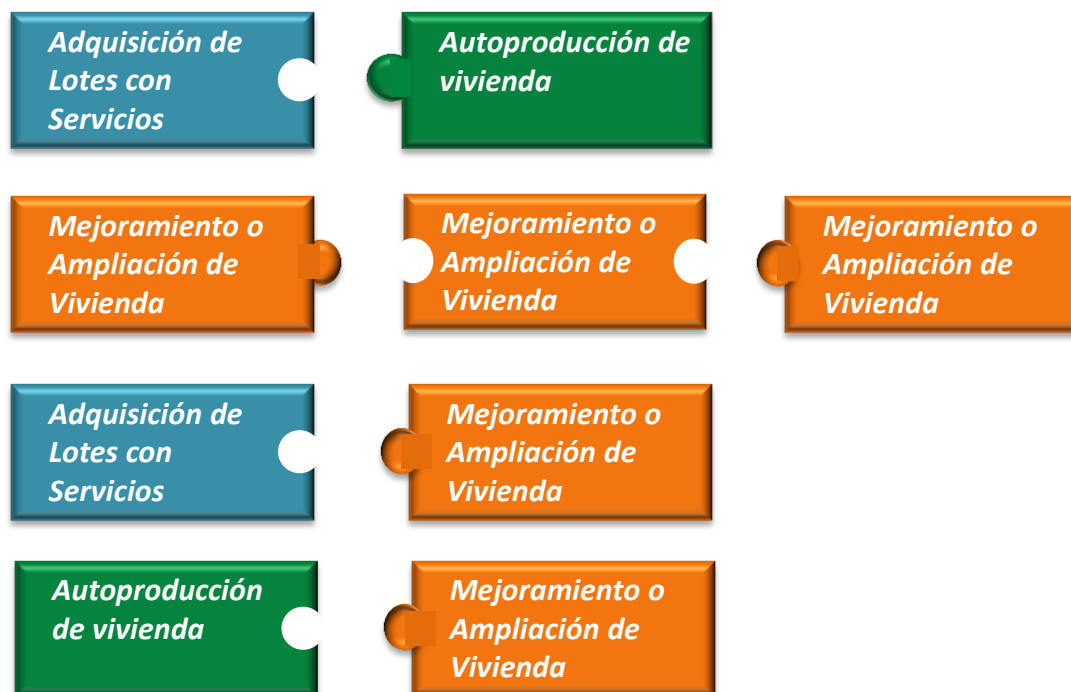 Adquisición de
Lotes con
Servicios
Autoproducción de
vivienda
Mejoramiento o
Ampliación de
Vivienda
Mejoramiento o
Ampliación de
Vivienda
Mejoramiento o
Ampliación de
Vivienda
Adquisición de
Lotes con
Servicios
Mejoramiento o
Ampliación de
Vivienda
Autoproducción
de vivienda
Mejoramiento o
Ampliación de
Vivienda